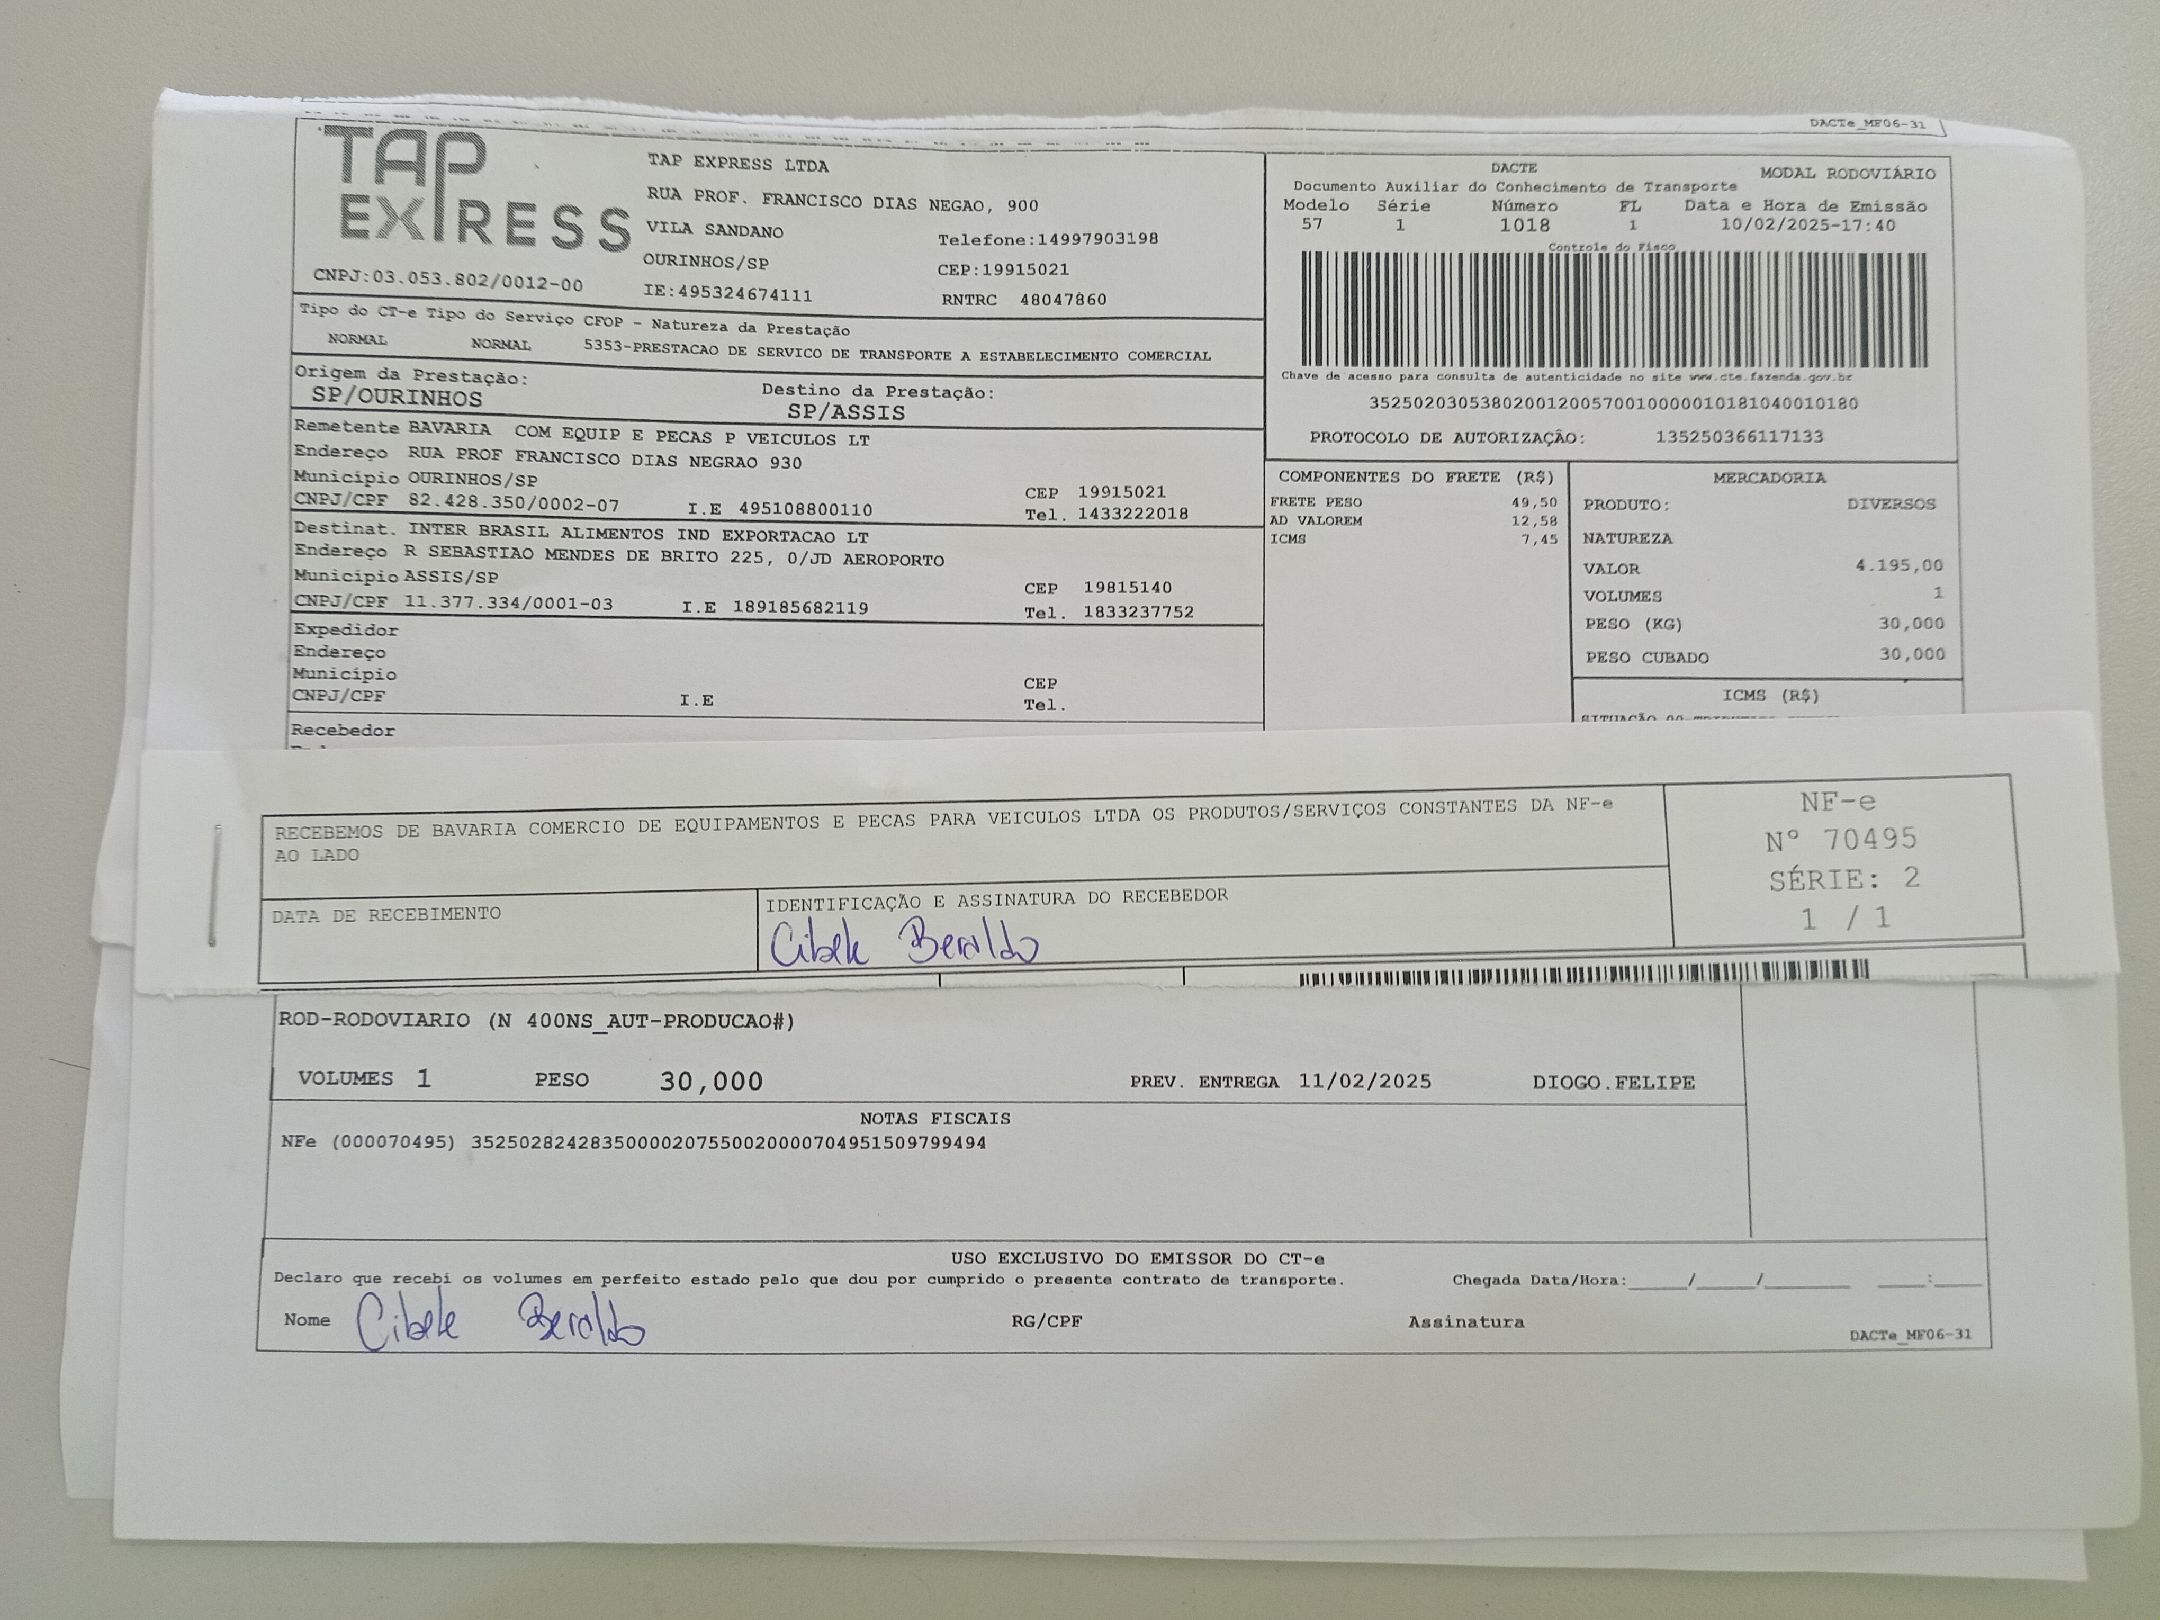 DACTe_MF06-31
TAP
EXPRESS
CNPJ:03.053.802/0012-00
TAP EXPRESS LTDA
RUA PROF. FRANCISCO DIAS NEGAO, 900
VILA SANDANO
Telefone:14997903198
OURINHOS/SP
CEP:19915021
IE:495324674111
RNTRC 48047860
DACTE
MODAL RODOVIÁRIO
Documento Auxiliar do Conhecimento de Transporte
Modelo Série Número FL Data e Hora de Emissão
57 1 1018 1 10/02/2025-17:40
Controle do Fisco
Chave de acesso para consulta de autenticidade no site www.cte.fazenda.gov.br
35250203053802001200570010000010181040010180
PROTOCOLO DE AUTORIZAÇÃO: 135250366117133
Tipo do CT-e Tipo do Serviço CFOP - Natureza da Prestação
NORMAL NORMAL 5353-PRESTACAO DE SERVICO DE TRANSPORTE A ESTABELECIMENTO COMERCIAL
Origem da Prestação:
SP/OURINHOS
Destino da Prestação:
SP/ASSIS
Remetente BAVARIA COM EQUIP E PECAS P VEICULOS LT
Endereço RUA PROF FRANCISCO DIAS NEGRAO 930
Município OURINHOS/SP CEP 19915021
CNPJ/CPF 82.428.350/0002-07 I.E 495108800110 Tel. 1433222018
Destinat. INTER BRASIL ALIMENTOS IND EXPORTACAO LT
Endereço R SEBASTIAO MENDES DE BRITO 225, 0/JD AEROPORTO
Município ASSIS/SP CEP 19815140
CNPJ/CPF 11.377.334/0001-03 I.E 189185682119 Tel. 1833237752
Expedidor
Endereço
Município CEP
CNPJ/CPF I.E Tel.
Recebedor
COMPONENTES DO FRETE (R$)
FRETE PESO 49,50
AD VALOREM 12,58
ICMS 7,45
MERCADORIA
PRODUTO: DIVERSOS
NATUREZA
VALOR 4.195,00
VOLUMES 1
PESO (KG) 30,000
PESO CUBADO 30,000
ICMS (R$)
RECEBEMOS DE BAVARIA COMERCIO DE EQUIPAMENTOS E PECAS PARA VEICULOS LTDA OS PRODUTOS/SERVIÇOS CONSTANTES DA NF-e
AO LADO
DATA DE RECEBIMENTO
IDENTIFICAÇÃO E ASSINATURA DO RECEBEDOR
Cibele Beraldo
NF-e
Nº 70495
SÉRIE: 2
1 / 1
ROD-RODOVIARIO (N 400NS_AUT-PRODUCAO#)
VOLUMES 1 PESO 30,000 PREV. ENTREGA 11/02/2025 DIOGO.FELIPE
NOTAS FISCAIS
NFe (000070495) 35250282428350000207550020000704951509799494
USO EXCLUSIVO DO EMISSOR DO CT-e
Declaro que recebi os volumes em perfeito estado pelo que dou por cumprido o presente contrato de transporte. Chegada Data/Hora:____/____/______ ___:___
Nome Cibele Beraldo RG/CPF Assinatura
DACTe_MF06-31